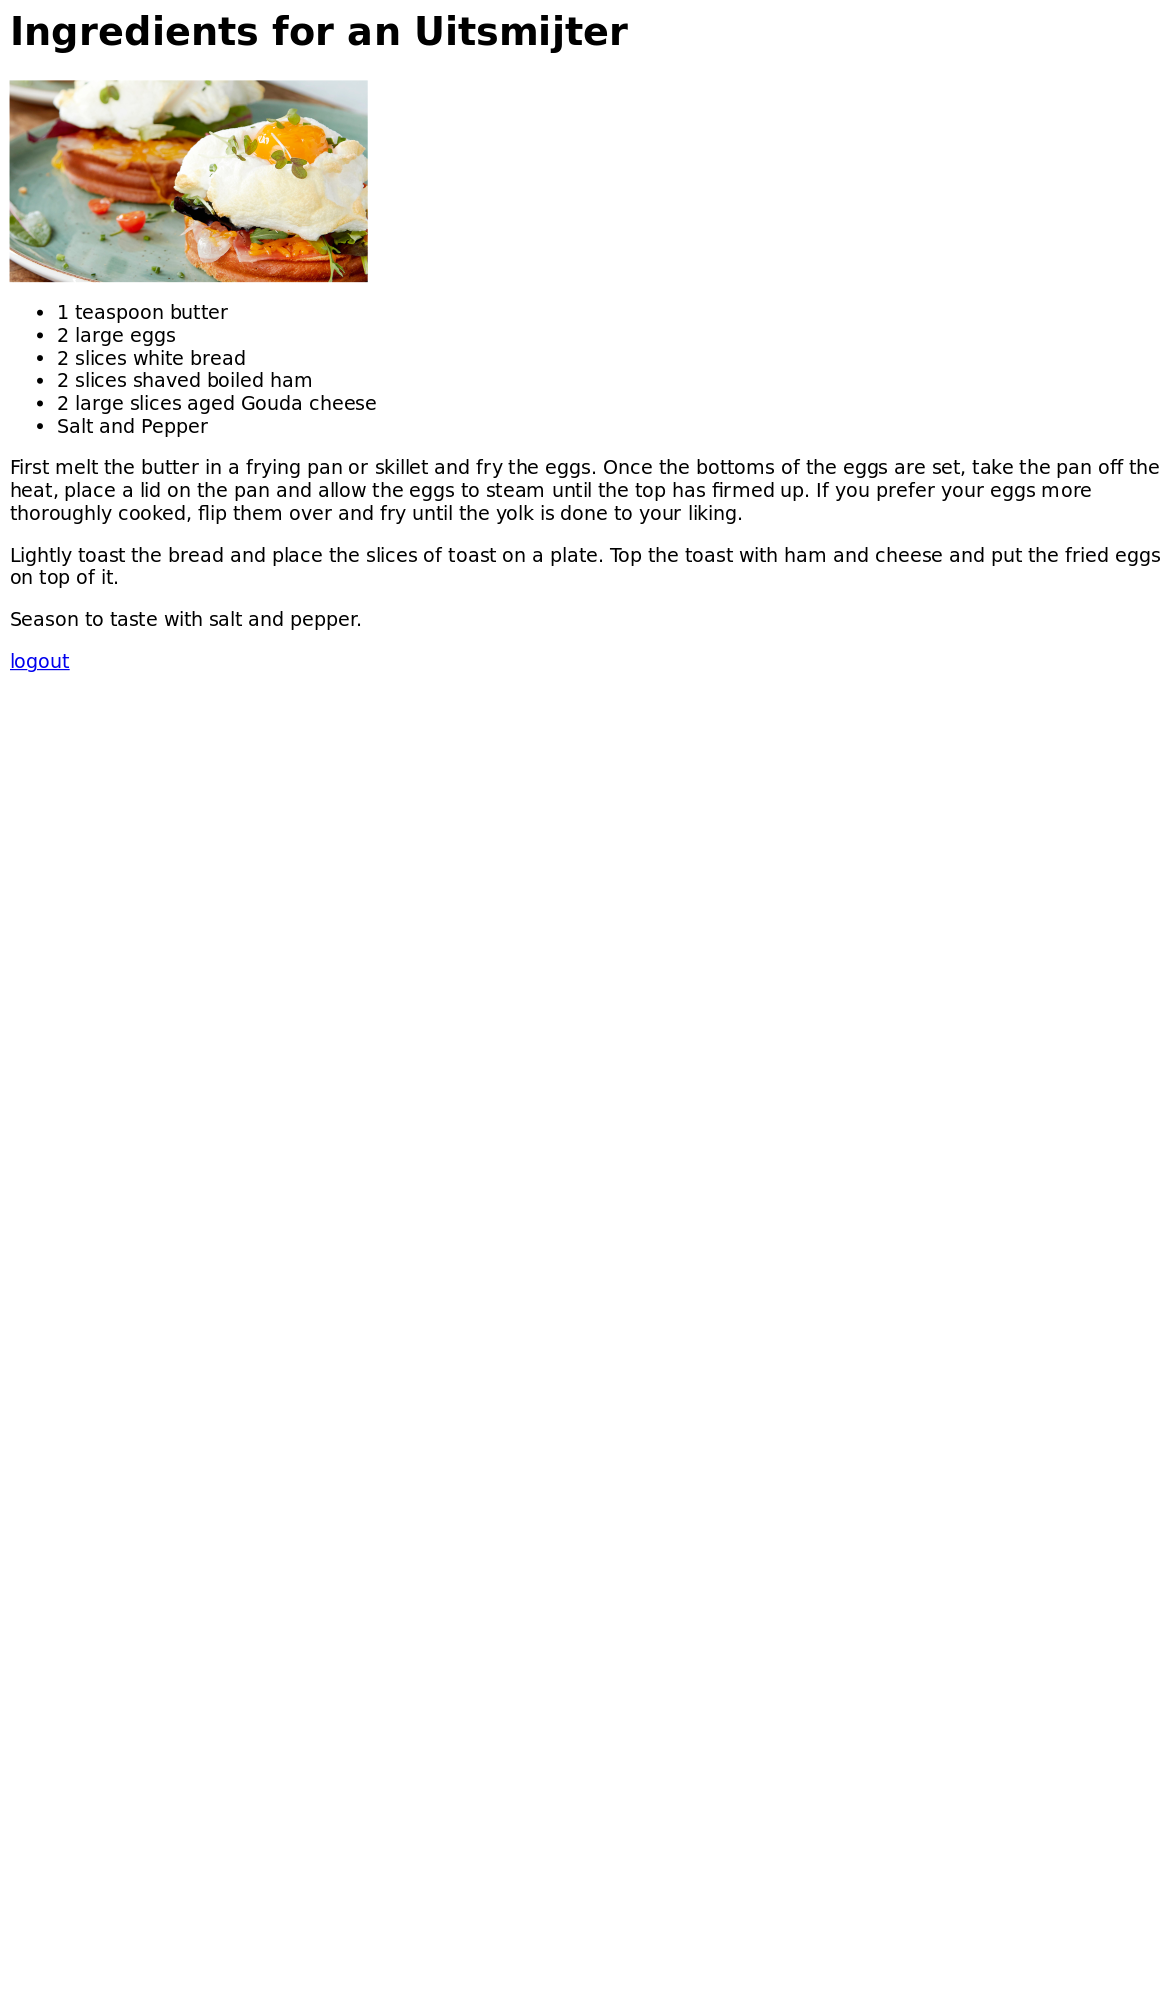 Ingredients for an Uitsmijter
• 1 teaspoon butter
• 2 large eggs
• 2 slices white bread
• 2 slices shaved boiled ham
• 2 large slices aged Gouda cheese
• Salt and Pepper
First melt the butter in a frying pan or skillet and fry the eggs. Once the bottoms of the eggs are set, take the pan off the
heat, place a lid on the pan and allow the eggs to steam until the top has firmed up. If you prefer your eggs more
thoroughly cooked, flip them over and fry until the yolk is done to your liking.
Lightly toast the bread and place the slices of toast on a plate. Top the toast with ham and cheese and put the fried eggs
on top of it.
Season to taste with salt and pepper.
logout